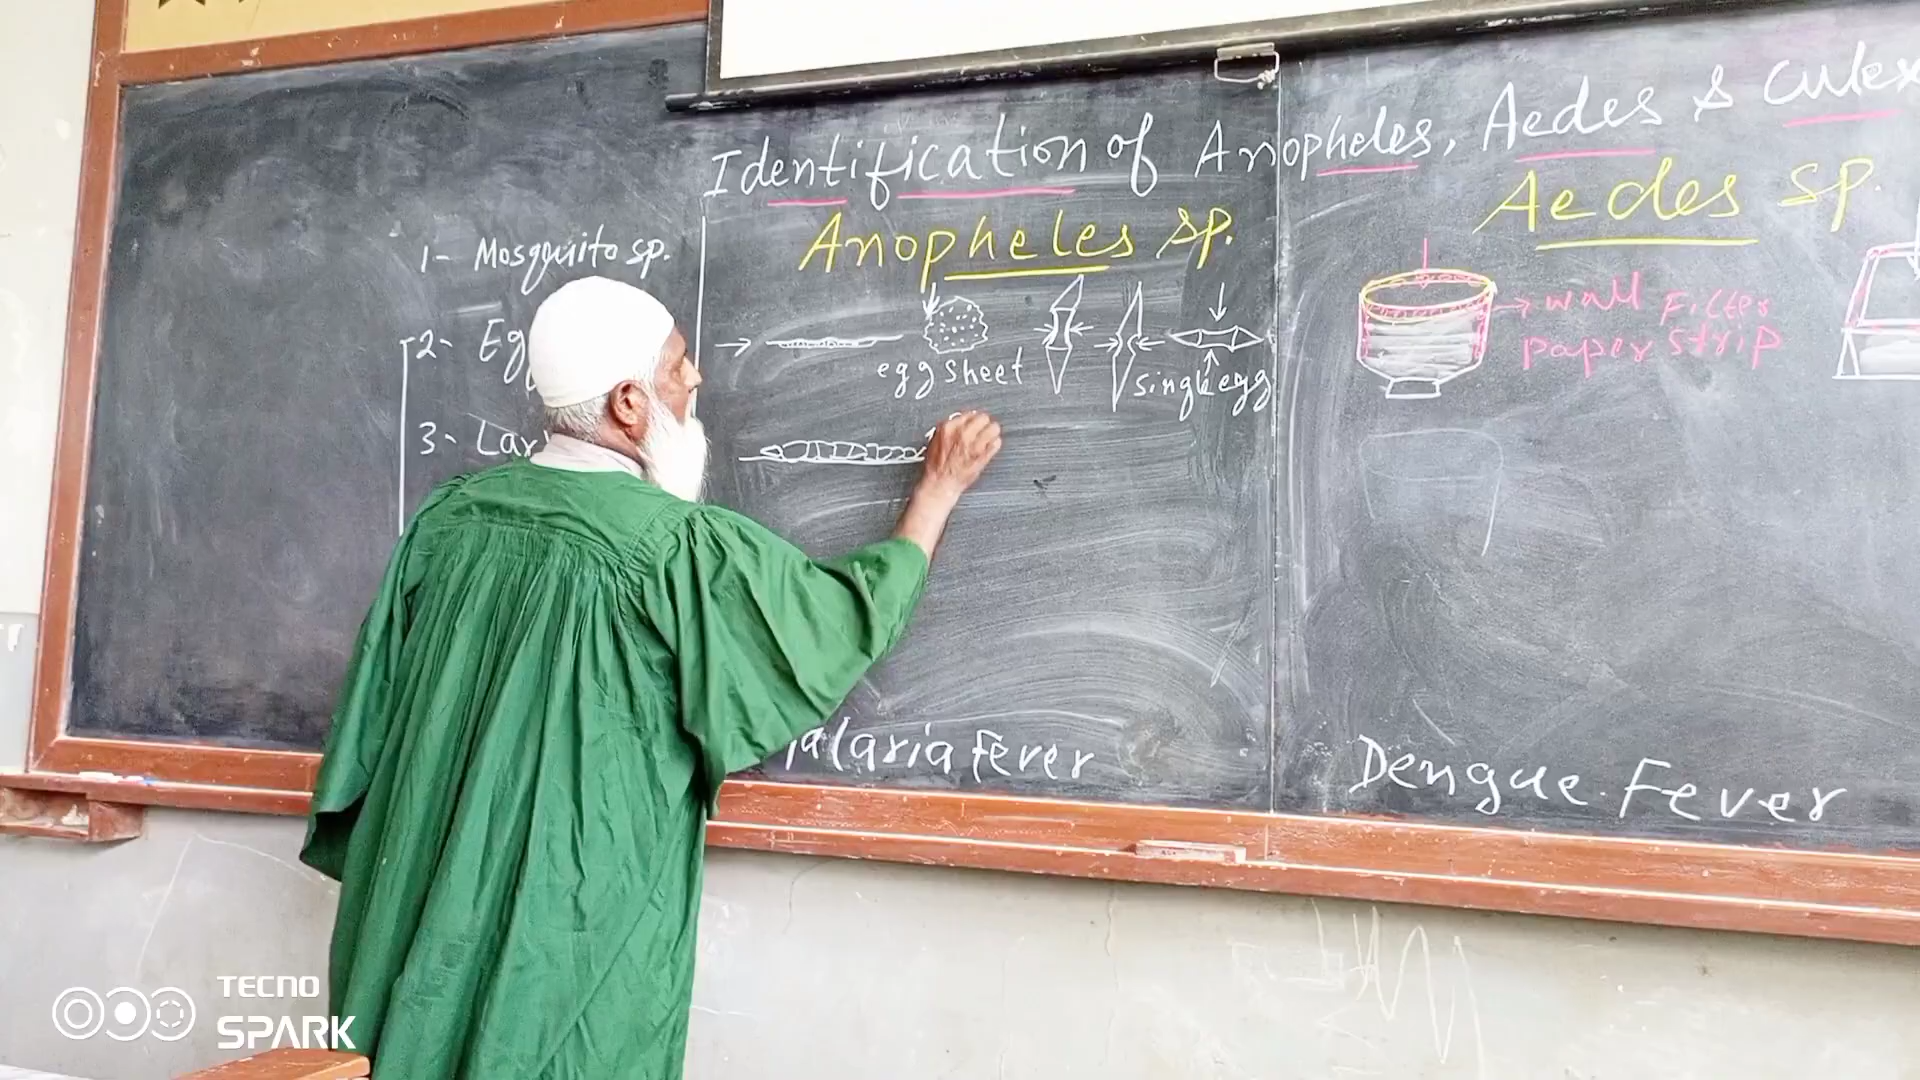 Identification of Anopheles, Aedes & Culex
1- Mosquito sp.
2- Eg
3- Lar
Anopheles sp.
egg sheet
single egg
Malaria Fever
Aedes sp.
wall Filter
paper strip
Dengue Fever
TECNO
SPARK